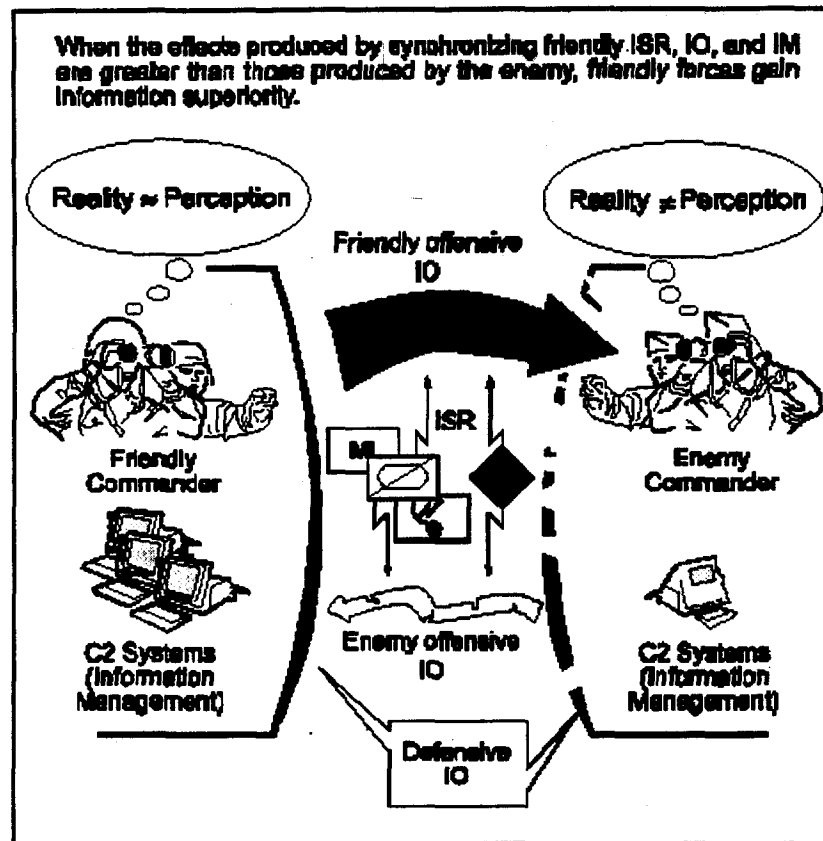 When the effects produced by synchronizing friendly ISR, IO, and IM
are greater than those produced by the enemy, friendly forces gain
information superiority.
Reality ≈ Perception
Reality ≠ Perception
Friendly offensive
IO
ISR
MI
Friendly
Commander
Enemy
Commander
Enemy offensive
IO
C2 Systems
(Information
Management)
C2 Systems
(Information
Management)
Defensive
IO